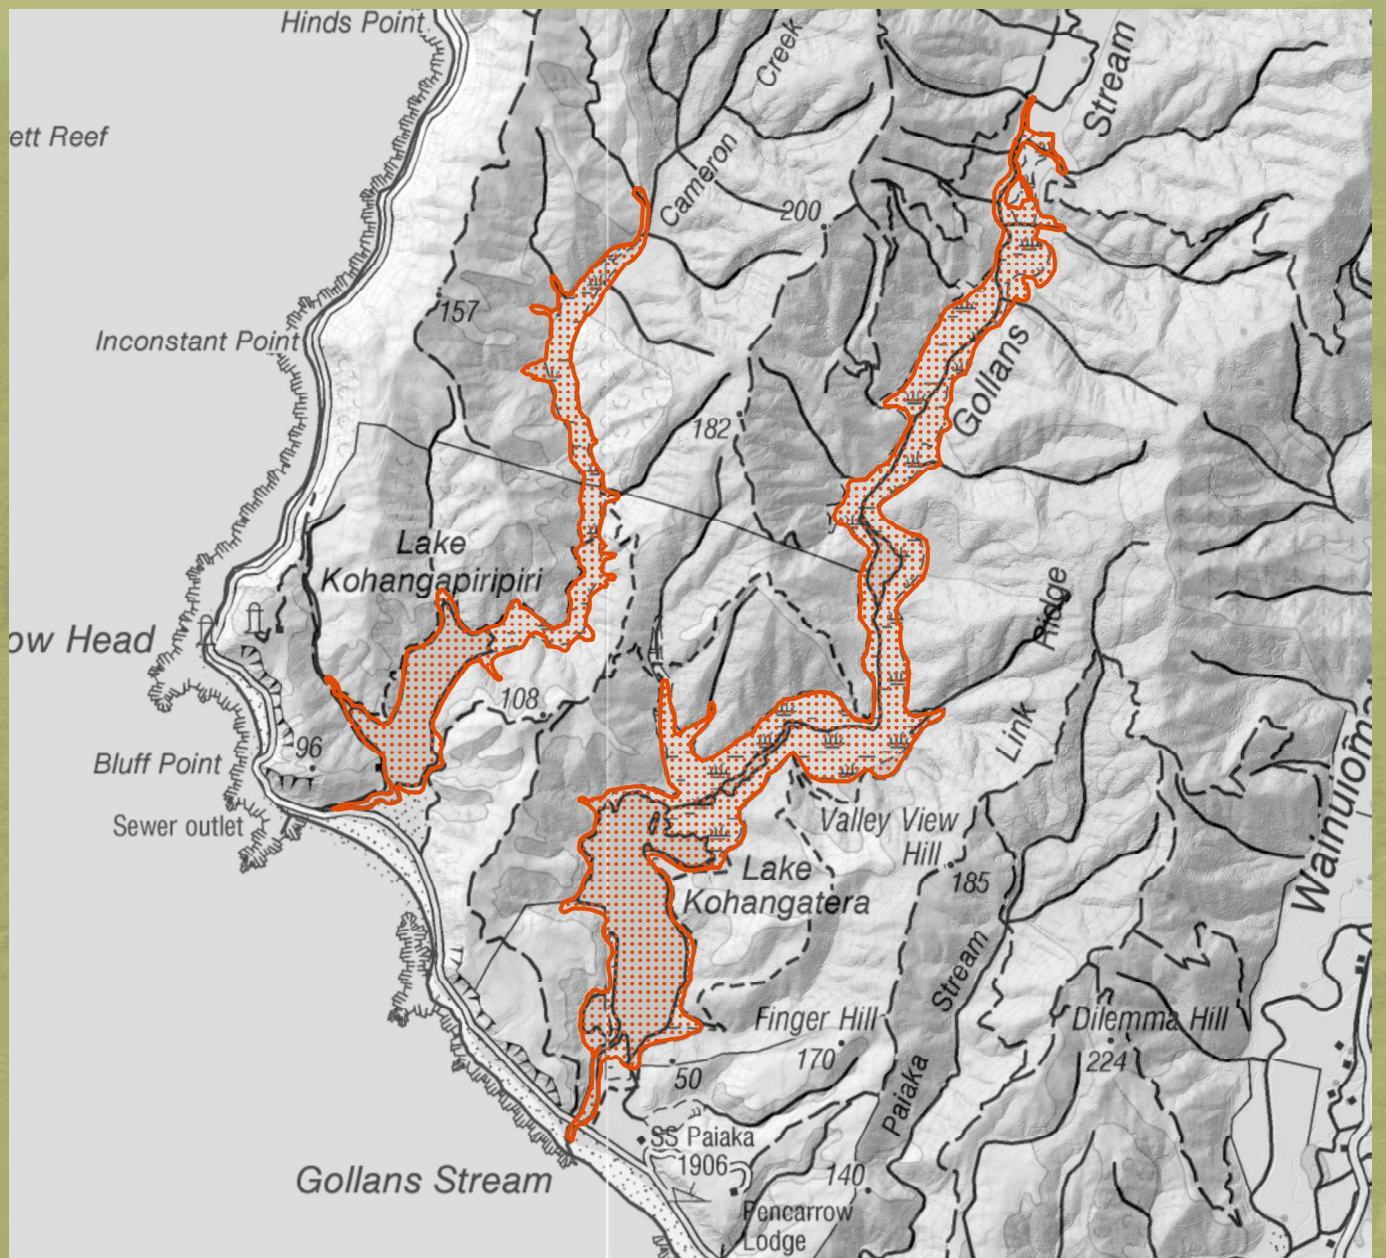 Hinds Point
Creek
Stream
ett Reef
Cameron
200
157
Inconstant Point
Gollans
182
Lake
Kohangapiripiri
Ridge
ow Head
108
Link
96
Bluff Point
Sewer outlet
Valley View
Hill
185
Lake
Kohangatera
Wainuioma
Stream
Finger Hill
170
Dilemma Hill
224
50
Paiaka
SS Paiaka
1906
140
Gollans Stream
Pencarrow
Lodge